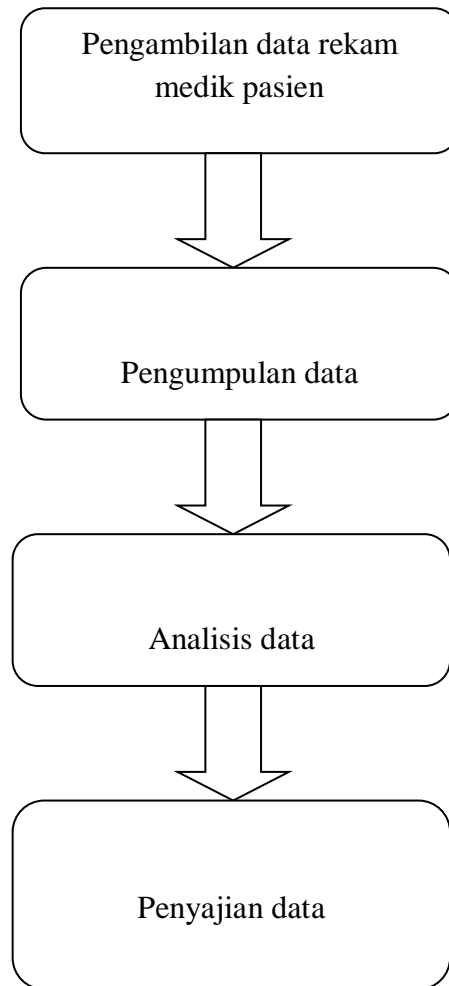 Pengambilan data rekam
medik pasien
Pengumpulan data
Analisis data
Penyajian data